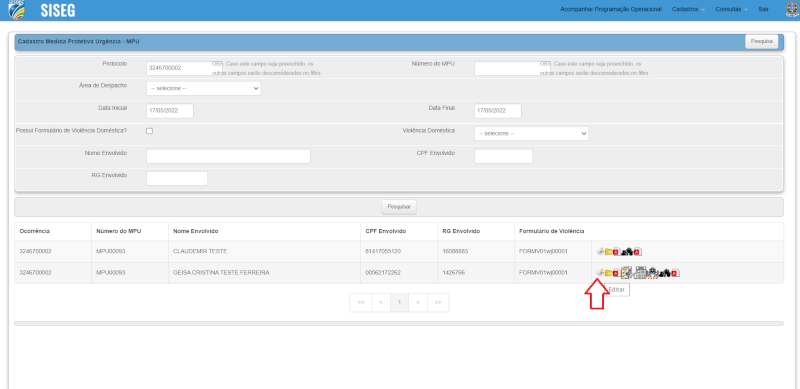 SISEG
Acompanhar Programação Operacional Cadastros Consultas Sair
Cadastro Medida Protetiva Urgência - MPU Pesquisa
Protocolo 3246700002 OBS: Caso este campo seja preenchido, os Número do MPU OBS: Caso este campo seja preenchido, os
outros campos serão desconsiderados no filtro outros campos serão desconsiderados no filtro
Área de Despacho -- selecione --
Data Inicial 17/05/2022 Data Final 17/05/2022
Possui Formulário de Violência Doméstica? Violência Doméstica -- selecione --
Nome Envolvido CPF Envolvido
RG Envolvido
Pesquisar
Ocorrência Número do MPU Nome Envolvido CPF Envolvido RG Envolvido Formulário de Violência
3246700002 MPU00093 CLAUDEMIR TESTE 81417055120 FORMV01wj00001
3246700002 MPU00093 GEISA CRISTINA TESTE FERREIRA 00562172262 1426766 FORMV01wj00001
Editar
<< < 1 > >>